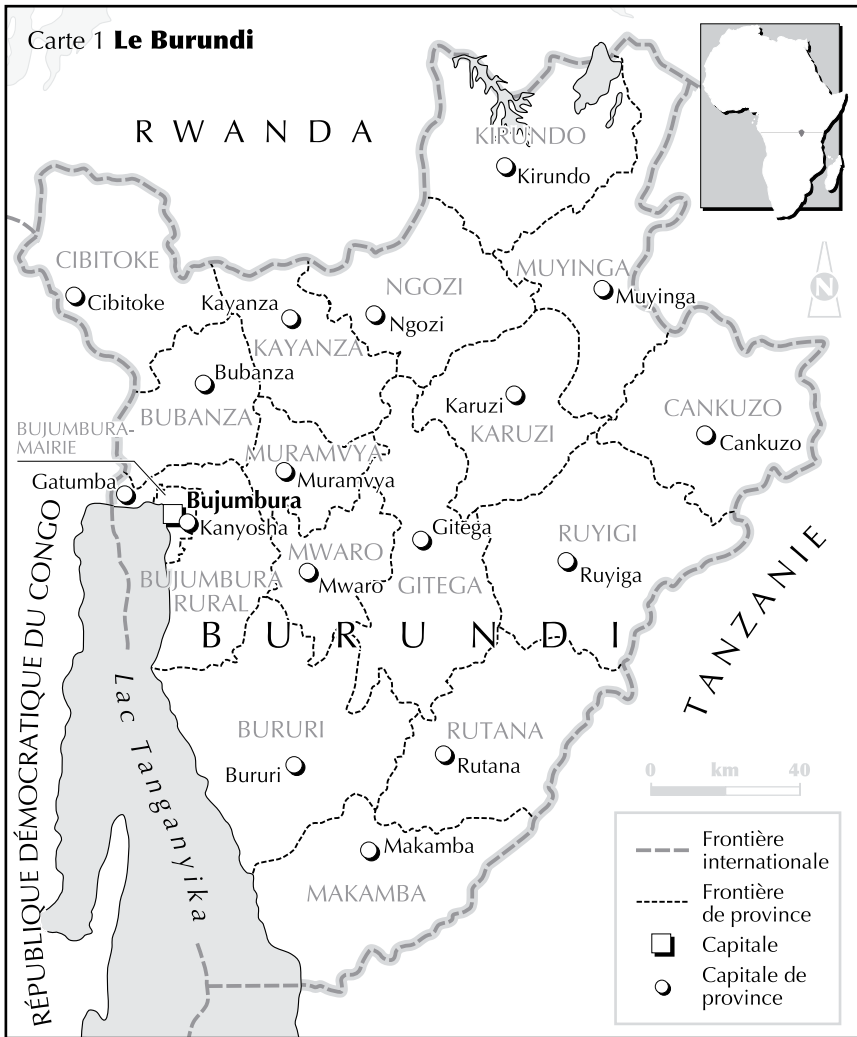 Carte 1 Le Burundi
RWANDA
KIRUNDO
Kirundo
CIBITOKE
Cibitoke
NGOZI
Ngozi
MUYINGA
Muyinga
N
Kayanza
KAYANZA
Bubanza
BUBANZA
Karuzi
KARUZI
CANKUZO
Cankuzo
BUJUMBURA-
MAIRIE
MURAMVYA
Muramvya
Gatumba
Bujumbura
Kanyosha
Gitega
GITEGA
MWARO
Mwaro
RUYIGI
Ruyiga
BUJUMBURA
RURAL
BURUNDI
TANZANIE
RÉPUBLIQUE DÉMOCRATIQUE DU CONGO
Lac Tanganyika
BURURI
Bururi
RUTANA
Rutana
Makamba
MAKAMBA
0 km 40
Frontière
internationale
Frontière
de province
Capitale
Capitale de
province